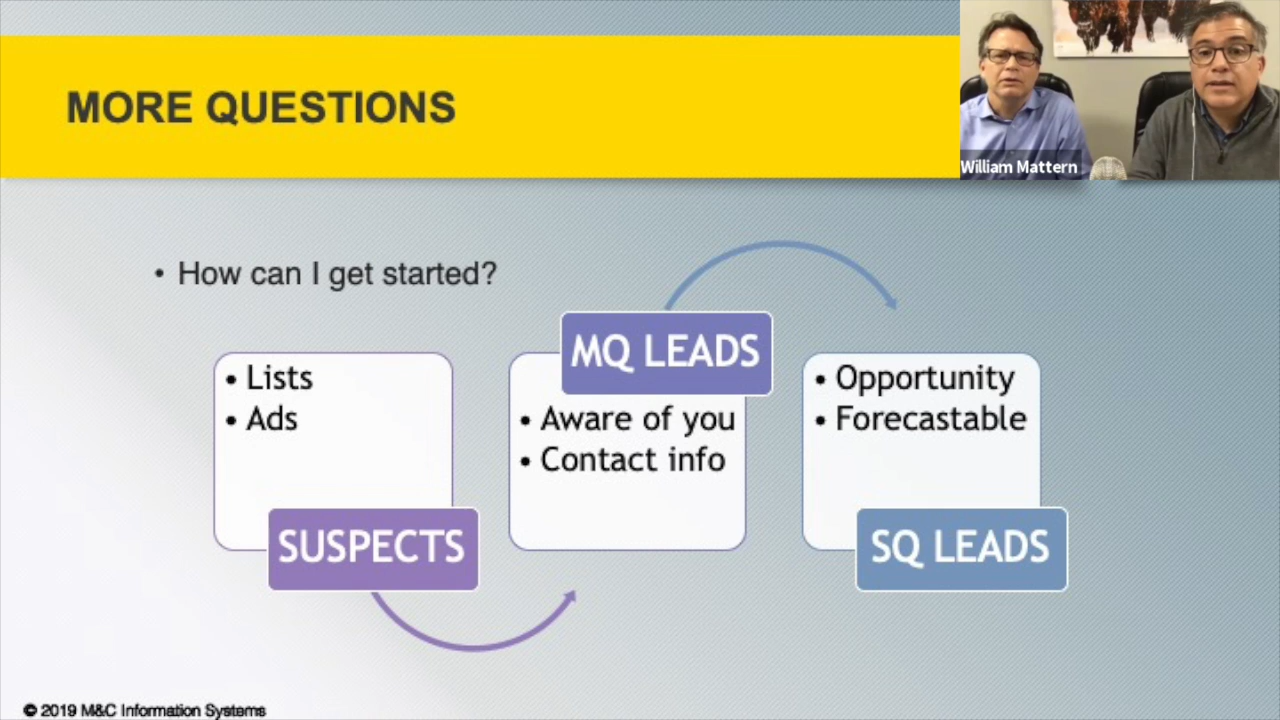 MORE QUESTIONS
William Mattern
• How can I get started?
• Lists
• Ads
SUSPECTS
MQ LEADS
• Aware of you
• Contact info
• Opportunity
• Forecastable
SQ LEADS
© 2019 M&C Information Systems